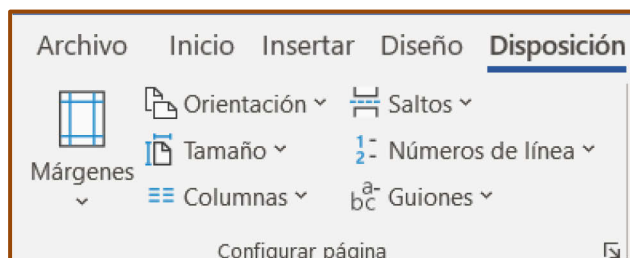 Archivo Inicio Insertar Diseño Disposición
Orientación Saltos
Tamaño Números de línea
Márgenes
Columnas Guiones
Configurar página